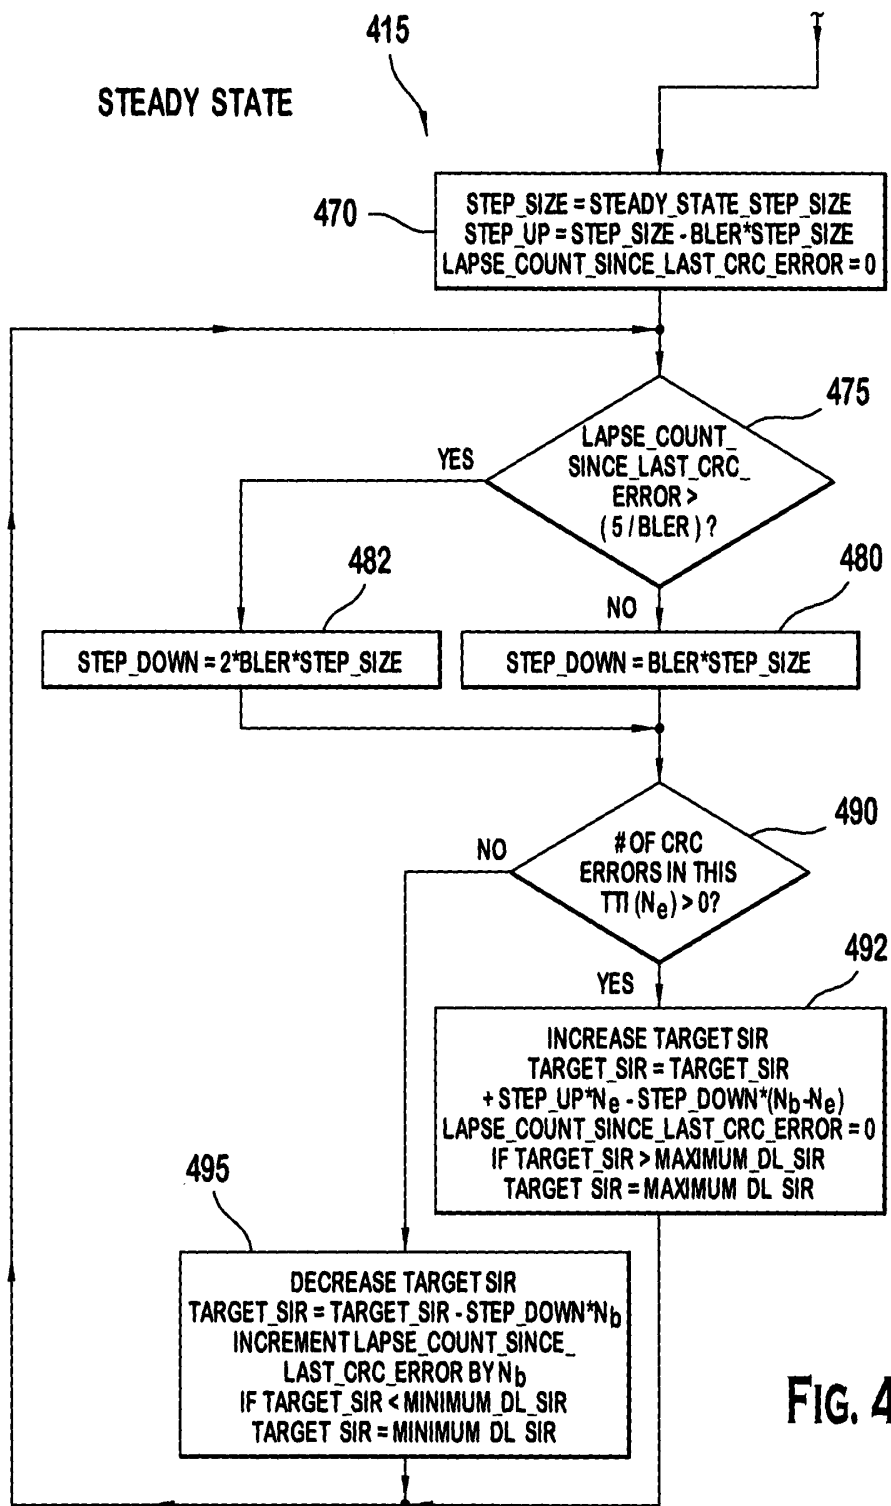 415
STEADY STATE
470
STEP_SIZE = STEADY_STATE_STEP_SIZE
STEP_UP = STEP_SIZE - BLER*STEP_SIZE
LAPSE_COUNT_SINCE_LAST_CRC_ERROR = 0
475
LAPSE_COUNT_
SINCE_LAST_CRC_
ERROR >
( 5 / BLER ) ?
YES
NO
482
480
STEP_DOWN = 2*BLER*STEP_SIZE
STEP_DOWN = BLER*STEP_SIZE
490
# OF CRC
ERRORS IN THIS
TTI (Ne) > 0?
NO
YES
492
INCREASE TARGET SIR
TARGET_SIR = TARGET_SIR
+ STEP_UP*Ne - STEP_DOWN*(Nb-Ne)
LAPSE_COUNT_SINCE_LAST_CRC_ERROR = 0
IF TARGET_SIR > MAXIMUM_DL_SIR
TARGET SIR = MAXIMUM DL SIR
495
DECREASE TARGET SIR
TARGET_SIR = TARGET_SIR - STEP_DOWN*Nb
INCREMENT LAPSE_COUNT_SINCE_
LAST_CRC_ERROR BY Nb
IF TARGET_SIR < MINIMUM_DL_SIR
TARGET SIR = MINIMUM DL SIR